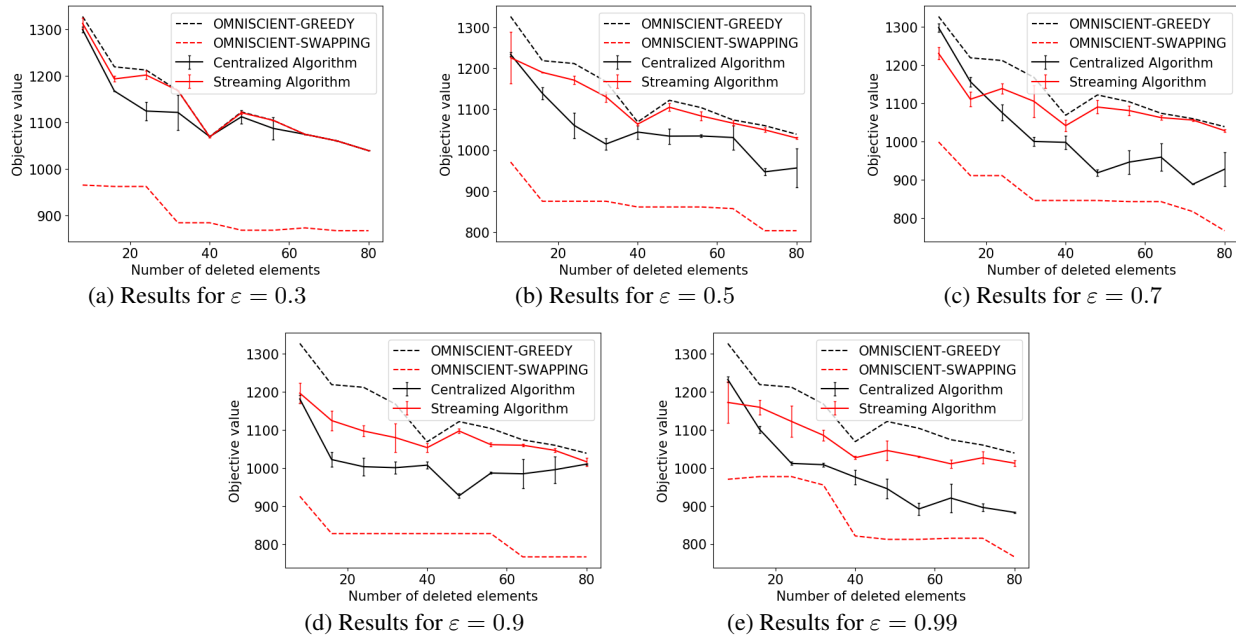 OMNISCIENT-GREEDY
OMNISCIENT-SWAPPING
Centralized Algorithm
Streaming Algorithm
Objective value
1300
1200
1100
1000
900
20
40
60
80
Number of deleted elements
(a) Results for ε = 0.3
OMNISCIENT-GREEDY
OMNISCIENT-SWAPPING
Centralized Algorithm
Streaming Algorithm
Objective value
1300
1200
1100
1000
900
800
20
40
60
80
Number of deleted elements
(b) Results for ε = 0.5
OMNISCIENT-GREEDY
OMNISCIENT-SWAPPING
Centralized Algorithm
Streaming Algorithm
Objective value
1300
1200
1100
1000
900
800
20
40
60
80
Number of deleted elements
(c) Results for ε = 0.7
OMNISCIENT-GREEDY
OMNISCIENT-SWAPPING
Centralized Algorithm
Streaming Algorithm
Objective value
1300
1200
1100
1000
900
800
20
40
60
80
Number of deleted elements
(d) Results for ε = 0.9
OMNISCIENT-GREEDY
OMNISCIENT-SWAPPING
Centralized Algorithm
Streaming Algorithm
Objective value
1300
1200
1100
1000
900
800
20
40
60
80
Number of deleted elements
(e) Results for ε = 0.99